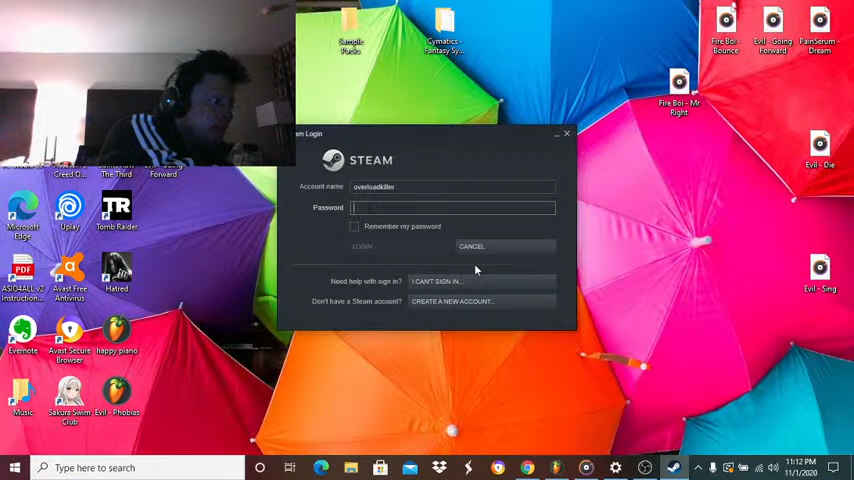 Sample
Packs
Cymatics -
Fantasy Sy...
Fire Boi -
Bounce
Evil - Going
Forward
PainSerum -
Dream
Fire Boi - Mr
Right
Evil - Die
Evil - Sing
Creed O...
The Third
Forward
Microsoft
Edge
Uplay
Tomb Raider
ASIO4ALL v2
Instruction...
Avast Free
Antivirus
Hatred
Evernote
Avast Secure
Browser
happy piano
Music
Sakura Swim
Club
Evil - Phobias
am Login
STEAM
Account name
overloadkiller
Password
Remember my password
LOGIN
CANCEL
Need help with sign in?
I CAN'T SIGN IN...
Don't have a Steam account?
CREATE A NEW ACCOUNT...
Type here to search
11:12 PM
11/1/2020